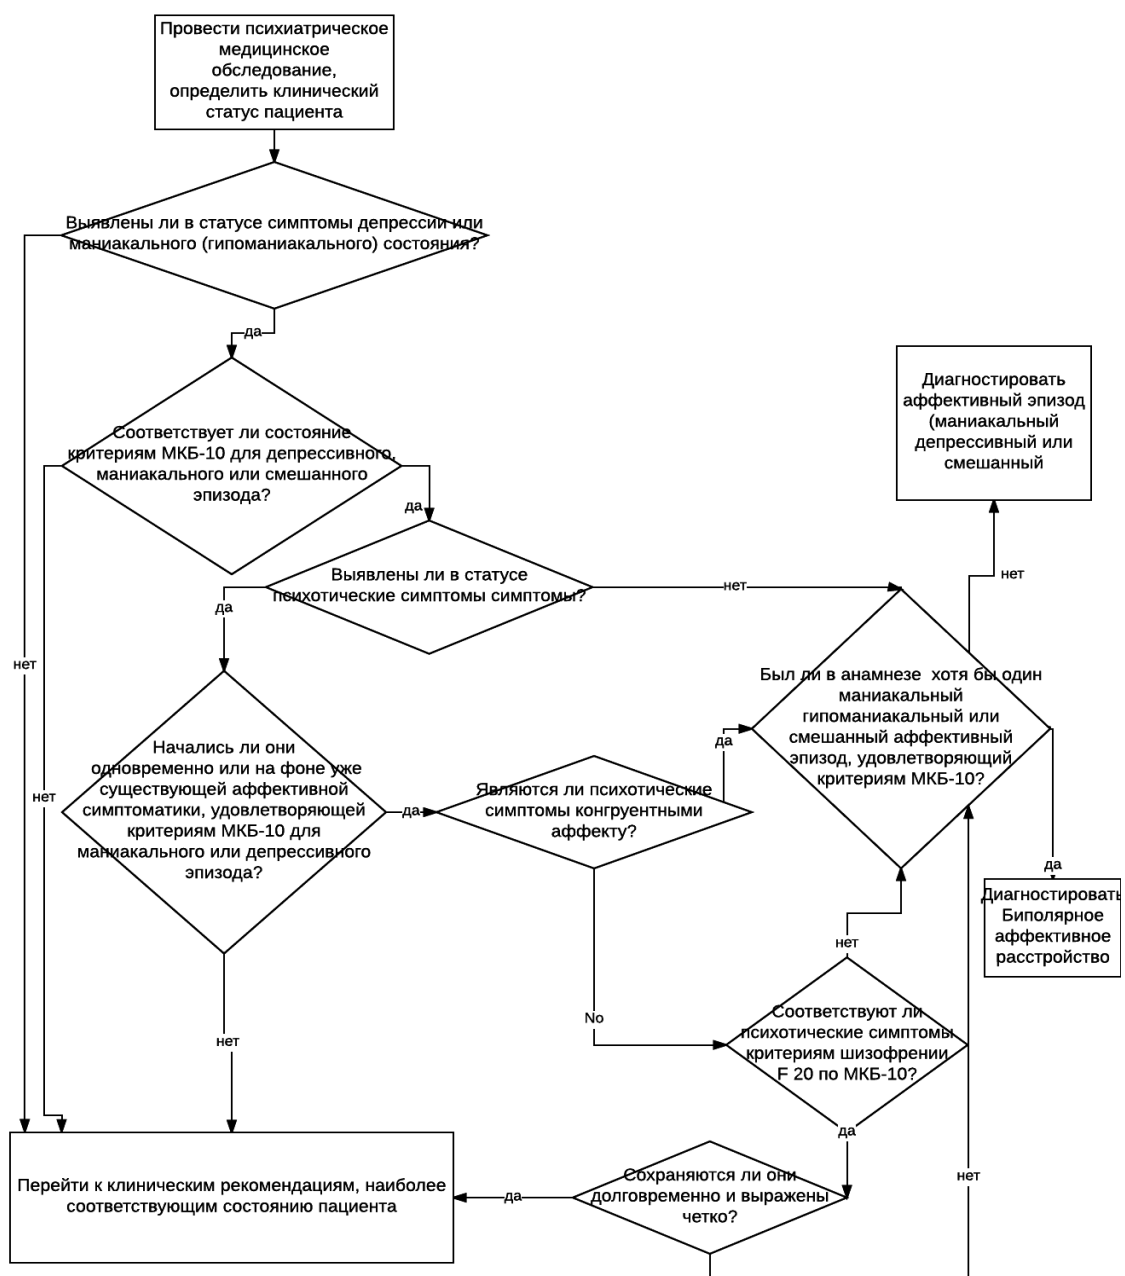 Провести психиатрическое
медицинское
обследование,
определить клинический
статус пациента
Выявлены ли в статусе симптомы депрессии или
маниакального (гипоманиакального) состояния?
да
Соответствует ли состояние
критериям МКБ-10 для депрессивного,
маниакального или смешанного
эпизода?
Диагностировать
аффективный эпизод
(маниакальный
депрессивный или
смешанный
да
Выявлены ли в статусе
психотические симптомы симптомы?
нет
нет
да
нет
Был ли в анамнезе хотя бы один
маниакальный
гипоманиакальный или
смешанный аффективный
эпизод, удовлетворяющий
критериям МКБ-10?
Начались ли они
одновременно или на фоне уже
существующей аффективной
симптоматики, удовлетворяющей
критериям МКБ-10 для
маниакального или депрессивного
эпизода?
да
нет
да
Являются ли психотические
симптомы конгруентными
аффекту?
да
Диагностировать
Биполярное
аффективное
расстройство
нет
No
нет
Соответствуют ли
психотические симптомы
критериям шизофрении
F 20 по МКБ-10?
да
нет
Сохраняются ли они
долговременно и выражены
четко?
да
Перейти к клиническим рекомендациям, наиболее
соответствующим состоянию пациента